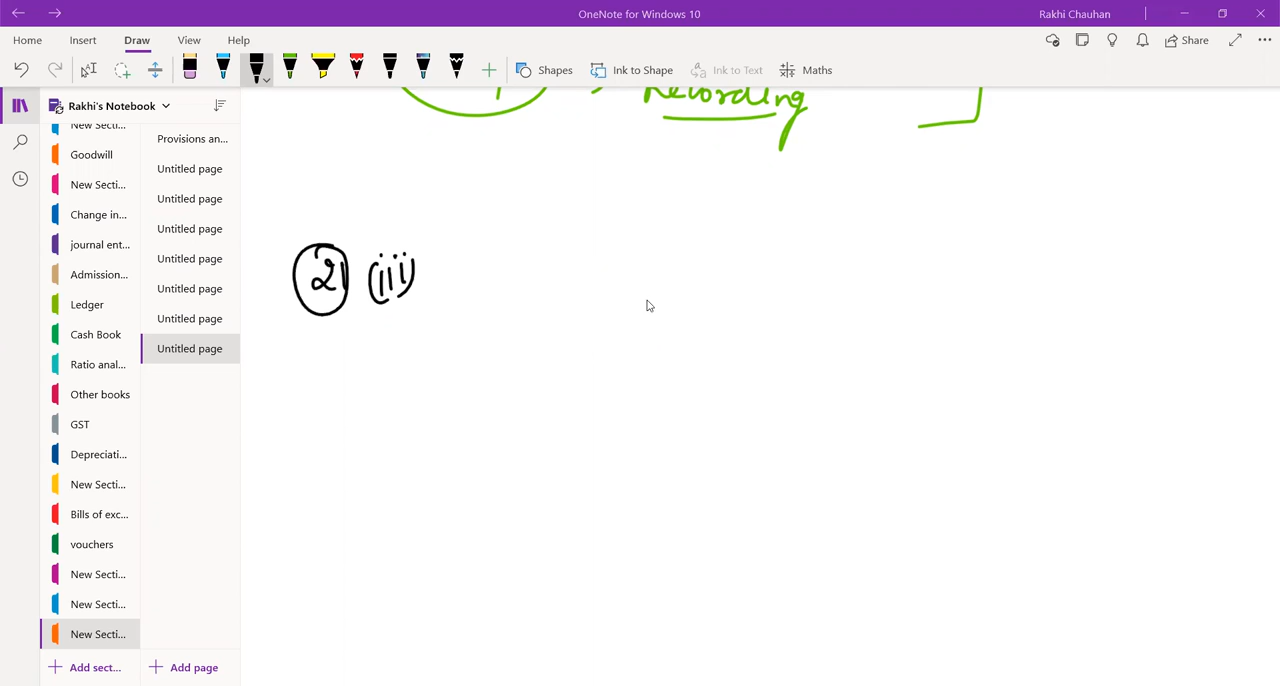 OneNote for Windows 10
Rakhi Chauhan
Home Insert Draw View Help
Share
Shapes Ink to Shape Ink to Text Maths
Rakhi's Notebook
New Secti...
Goodwill
New Secti...
Change in...
journal ent...
Admission...
Ledger
Cash Book
Ratio anal...
Other books
GST
Depreciati...
New Secti...
Bills of exc...
vouchers
New Secti...
New Secti...
New Secti...
Add sect...
Provisions an...
Untitled page
Untitled page
Untitled page
Untitled page
Untitled page
Untitled page
Untitled page
Add page
Recording
21 (iii)